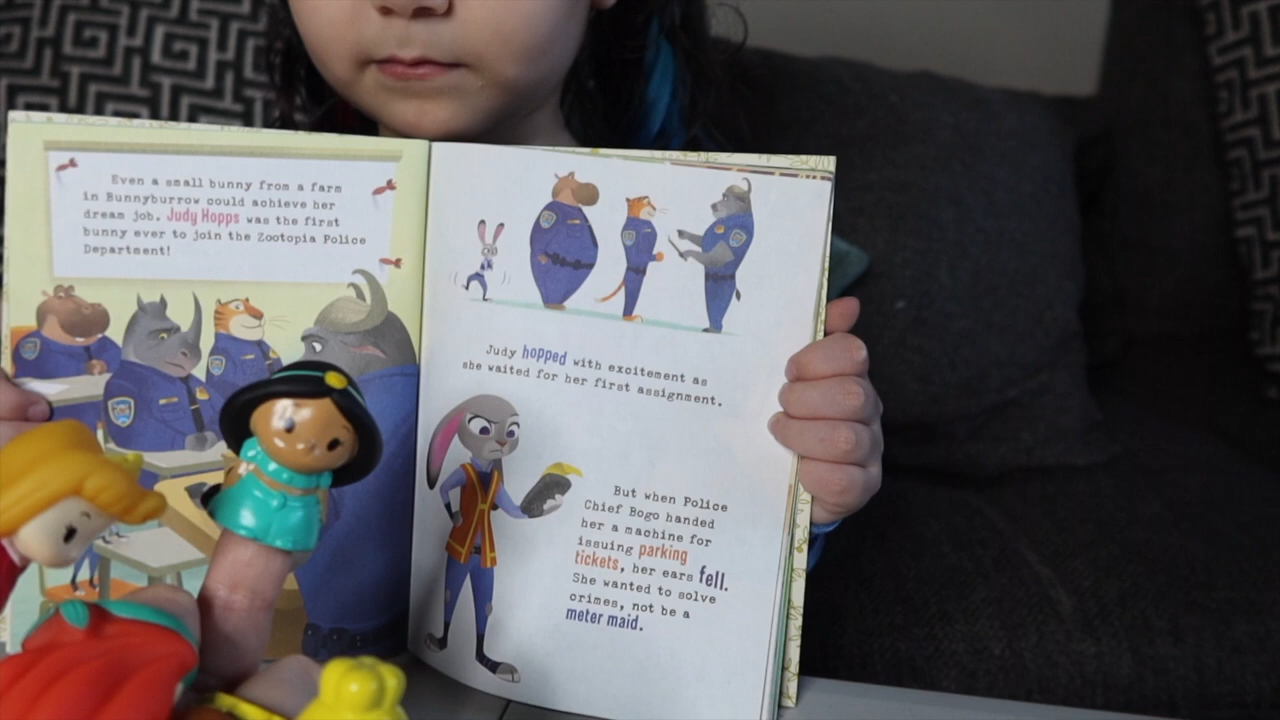 Even a small bunny from a farm
in Bunnyburrow could achieve her
dream job. Judy Hopps was the first
bunny ever to join the Zootopia Police
Department!
Judy hopped with excitement as
she waited for her first assignment.
But when Police
Chief Bogo handed
her a machine for
issuing parking
tickets, her ears fell.
She wanted to solve
crimes, not be a
meter maid.